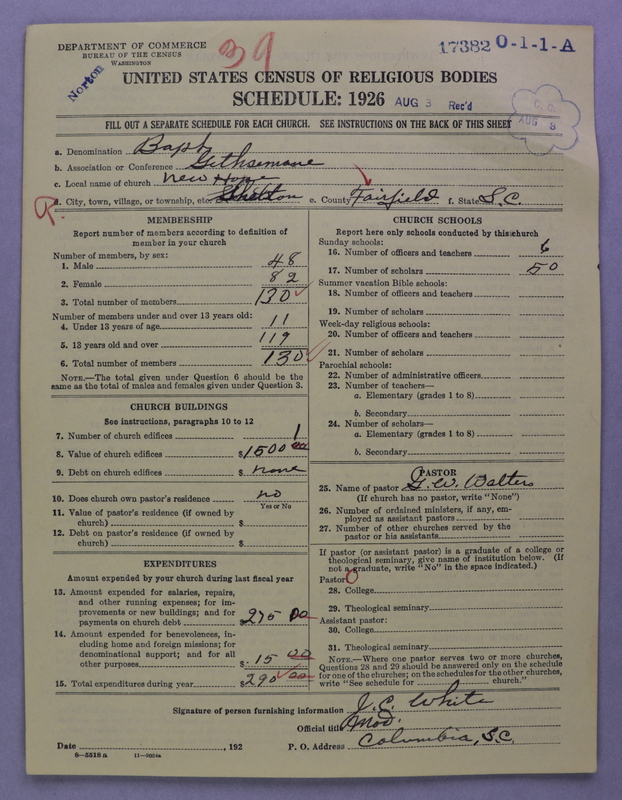 DEPARTMENT OF COMMERCE
BUREAU OF THE CENSUS
WASHINGTON
39
17382 O-1-1-A
Norton
UNITED STATES CENSUS OF RELIGIOUS BODIES
SCHEDULE: 1926 AUG 3 Rec'd
C. O.
AUG 8
FILL OUT A SEPARATE SCHEDULE FOR EACH CHURCH. SEE INSTRUCTIONS ON THE BACK OF THIS SHEET
a. Denomination Bapt
b. Association or Conference Gethsemane
c. Local name of church New Hope
R. d. City, town, village, or township, etc. Shelton e. County Fairfield f. State S.C.
MEMBERSHIP
Report number of members according to definition of
member in your church
Number of members, by sex:
1. Male 48
2. Female 82
3. Total number of members 130 ✓
Number of members under and over 13 years old:
4. Under 13 years of age 11
5. 13 years old and over 119
6. Total number of members 130 ✓
NOTE.—The total given under Question 6 should be the
same as the total of males and females given under Question 3.
CHURCH BUILDINGS
See instructions, paragraphs 10 to 12
7. Number of church edifices 1
8. Value of church edifices $1500 00
9. Debt on church edifices $ none
10. Does church own pastor's residence no
Yes or No
11. Value of pastor's residence (if owned by
church) $
12. Debt on pastor's residence (if owned by
church) $
EXPENDITURES
Amount expended by your church during last fiscal year
13. Amount expended for salaries, repairs,
and other running expenses; for im-
provements or new buildings; and for
payments on church debt 275 00
14. Amount expended for benevolences, in-
cluding home and foreign missions; for
denominational support; and for all
other purposes $ 15 00
15. Total expenditures during year $290 ✓ 00
CHURCH SCHOOLS
Report here only schools conducted by this church
Sunday schools:
16. Number of officers and teachers 6
17. Number of scholars 50
Summer vacation Bible schools:
18. Number of officers and teachers
19. Number of scholars
Week-day religious schools:
20. Number of officers and teachers
21. Number of scholars
Parochial schools:
22. Number of administrative officers
23. Number of teachers—
a. Elementary (grades 1 to 8)
b. Secondary
24. Number of scholars—
a. Elementary (grades 1 to 8)
b. Secondary
PASTOR
25. Name of pastor G. W. Walters
(If church has no pastor, write "None")
26. Number of ordained ministers, if any, em-
ployed as assistant pastors
27. Number of other churches served by the
pastor or his assistants
If pastor (or assistant pastor) is a graduate of a college or
theological seminary, give name of institution below. (If
not a graduate, write "No" in the space indicated.)
Pastor: O
28. College
29. Theological seminary
Assistant pastor:
30. College
31. Theological seminary
NOTE.—Where one pastor serves two or more churches,
Questions 28 and 29 should be answered only on the schedule
for one of the churches; on the schedules for the other churches,
write "See schedule for church."
Signature of person furnishing information J. C. White
Official title Mod.
Date , 192 P. O. Address Columbia, S.C.
8—5518a 11—9024a